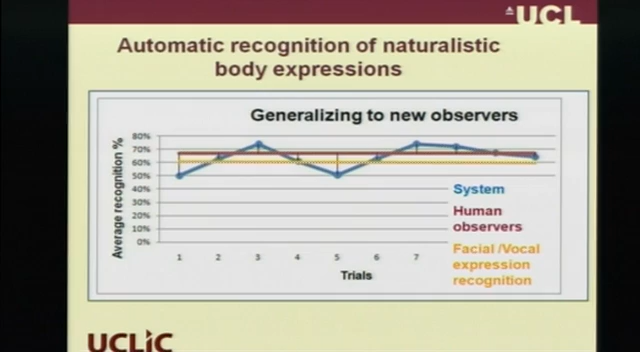 UCL
Automatic recognition of naturalistic
body expressions
Generalizing to new observers
Average recognition %
80%
70%
60%
50%
40%
30%
20%
10%
0%
1 2 3 4 5 6 7
Trials
System
Human
observers
Facial /Vocal
expression
recognition
UCLIC